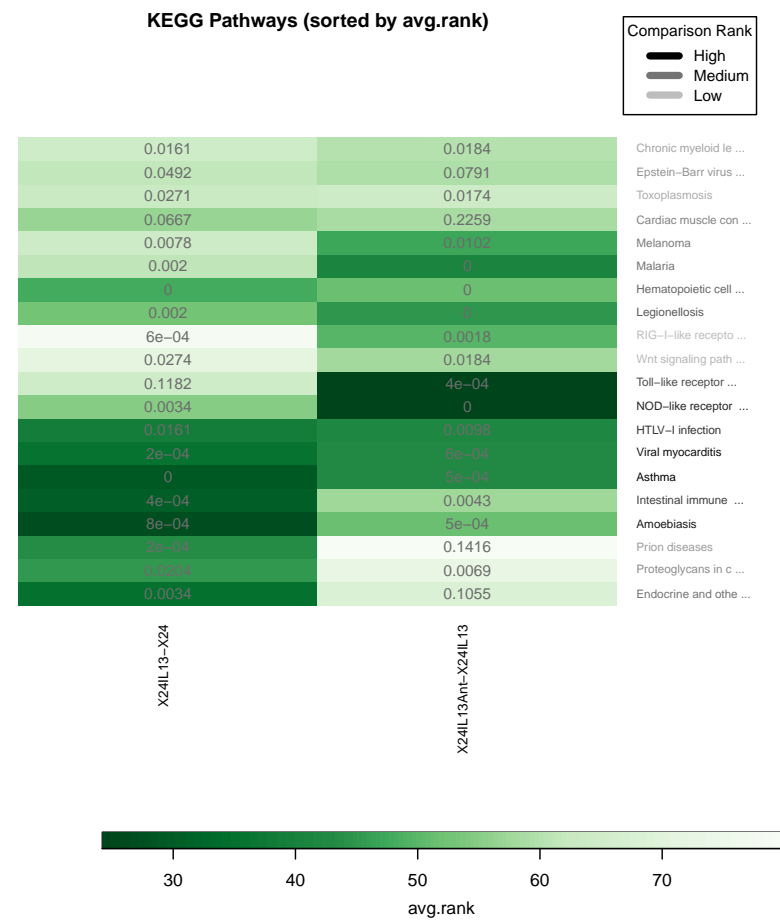 KEGG Pathways (sorted by avg.rank)
Comparison Rank
High
Medium
Low
0.0161 0.0184 Chronic myeloid le ...
0.0492 0.0791 Epstein−Barr virus ...
0.0271 0.0174 Toxoplasmosis
0.0667 0.2259 Cardiac muscle con ...
0.0078 0.0102 Melanoma
0.002 0 Malaria
0 0 Hematopoietic cell ...
0.002 0 Legionellosis
6e−04 0.0018 RIG−I−like recepto ...
0.0274 0.0184 Wnt signaling path ...
0.1182 4e−04 Toll−like receptor ...
0.0034 0 NOD−like receptor ...
0.0161 0.0098 HTLV−I infection
2e−04 6e−04 Viral myocarditis
0 5e−04 Asthma
4e−04 0.0043 Intestinal immune ...
8e−04 5e−04 Amoebiasis
2e−04 0.1416 Prion diseases
0.0069 Proteoglycans in c ...
0.0034 0.1055 Endocrine and othe ...
X24IL13−X24
X24IL13Ant−X24IL13
30 40 50 60 70
avg.rank